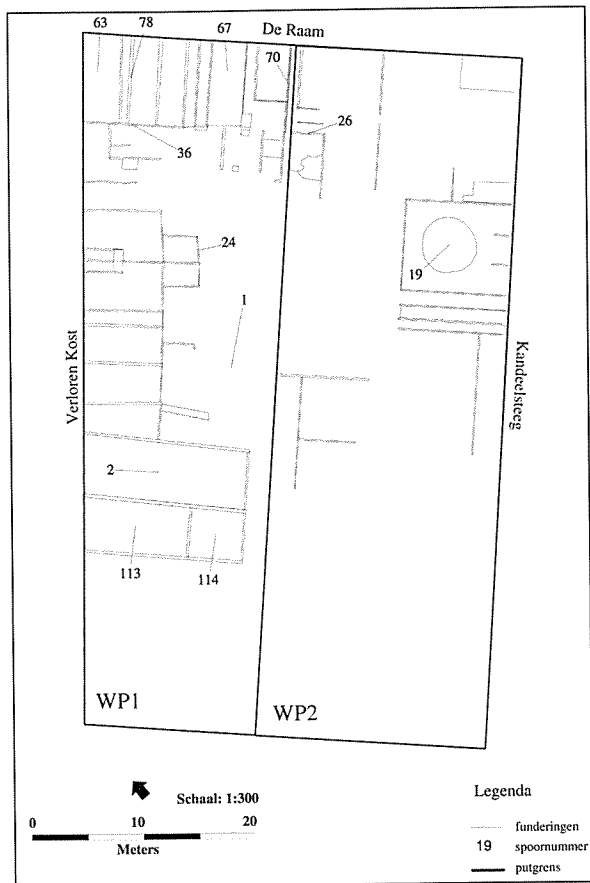 63 78 67 De Raam
70
26
36
24
19
1
Verloren Kost
Kandeelsteeg
2
113 114
WP1 WP2
Schaal: 1:300
0 10 20
Meters
Legenda
funderingen
19 spoornummer
putgrens